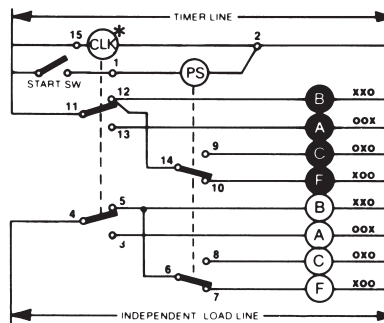 TIMER LINE
15 CLK * 2
1 PS
START SW
12 B XXO
11
13 A OOX
9 C OXO
14
10 F XOO
5 B XXO
4
3 A OOX
8 C OXO
6
7 F XOO
INDEPENDENT LOAD LINE